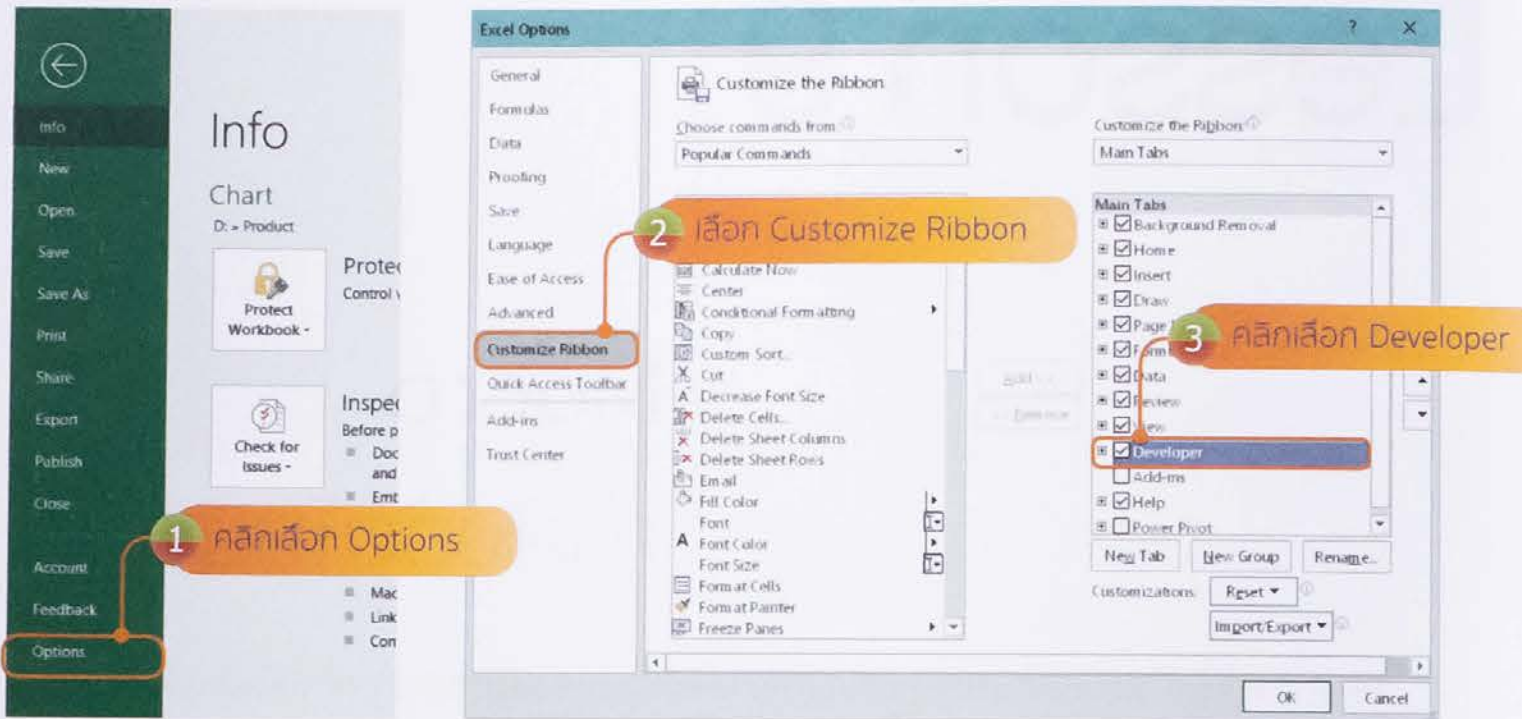 Info
New
Open
Save
Save As
Print
Share
Export
Publish
Close
Account
Feedback
Options
Info
Chart
D: » Product
Protect
Workbook
Protec
Control
Check for
Issues
Inspe
Before p
Doc
and
Emb
Mac
Link
Con
1 คลิกเลือก Options
Excel Options
? X
General
Formulas
Data
Proofing
Save
Language
Ease of Access
Advanced
Customize Ribbon
Quick Access Toolbar
Add-ins
Trust Center
Customize the Ribbon
Choose commands from:
Popular Commands
2 เลือก Customize Ribbon
Calculate Now
Center
Conditional Formatting
Copy
Custom Sort...
Cut
Decrease Font Size
Delete Cells...
Delete Sheet Columns
Delete Sheet Rows
Email
Fill Color
Font
Font Color
Font Size
Format Cells
Format Painter
Freeze Panes
Customize the Ribbon:
Main Tabs
Main Tabs
Background Removal
Home
Insert
Draw
Page
Form
Data
Review
View
Developer
Add-ins
Help
Power Pivot
3 คลิกเลือก Developer
New Tab New Group Rename...
Customizations: Reset
Import/Export
OK Cancel